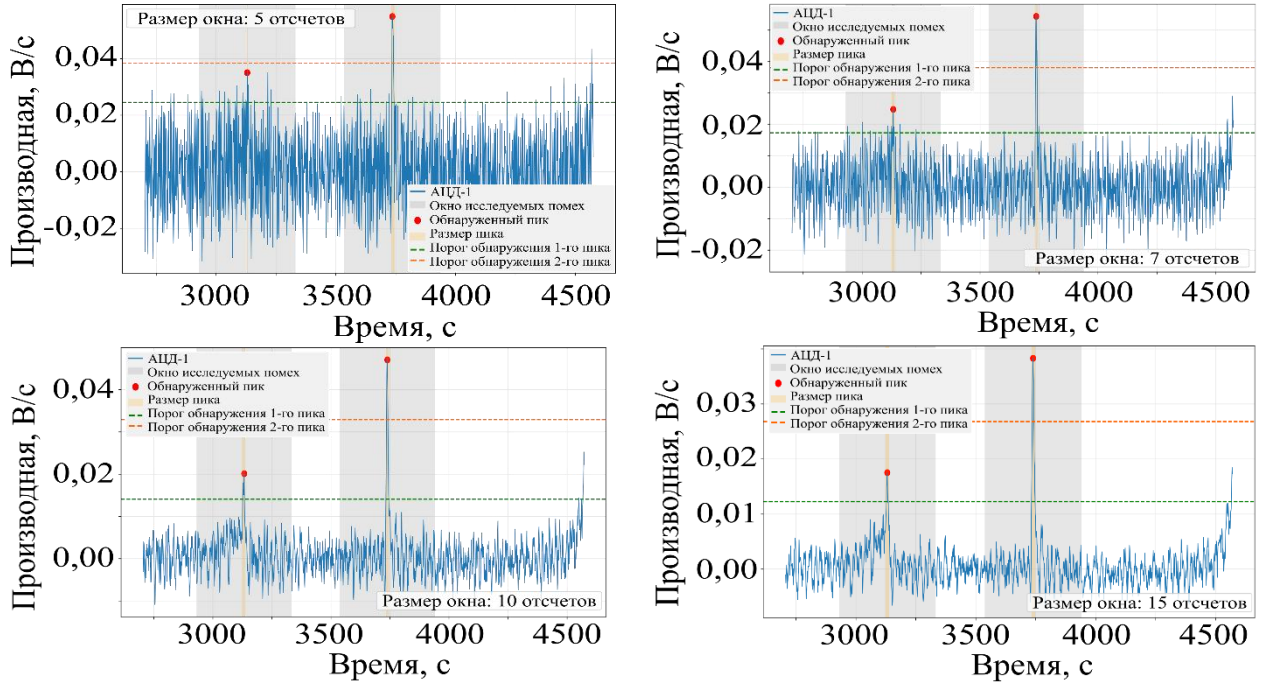 Размер окна: 5 отсчетов
Производная, В/с
0,04
0,02
0,00
-0,02
АЦД-1
Окно исследуемых помех
Обнаруженный пик
Размер пика
Порог обнаружения 1-го пика
Порог обнаружения 2-го пика
3000
3500
4000
4500
Время, с
АЦД-1
Окно исследуемых помех
Обнаруженный пик
Размер пика
Порог обнаружения 1-го пика
Порог обнаружения 2-го пика
Производная, В/с
0,04
0,02
0,00
-0,02
Размер окна: 7 отсчетов
3000
3500
4000
4500
Время, с
АЦД-1
Окно исследуемых помех
Обнаруженный пик
Размер пика
Порог обнаружения 1-го пика
Порог обнаружения 2-го пика
Производная, В/с
0,04
0,02
0,00
Размер окна: 10 отсчетов
3000
3500
4000
4500
Время, с
АЦД-1
Окно исследуемых помех
Обнаруженный пик
Размер пика
Порог обнаружения 1-го пика
Порог обнаружения 2-го пика
Производная, В/с
0,03
0,02
0,01
0,00
Размер окна: 15 отсчетов
3000
3500
4000
4500
Время, с